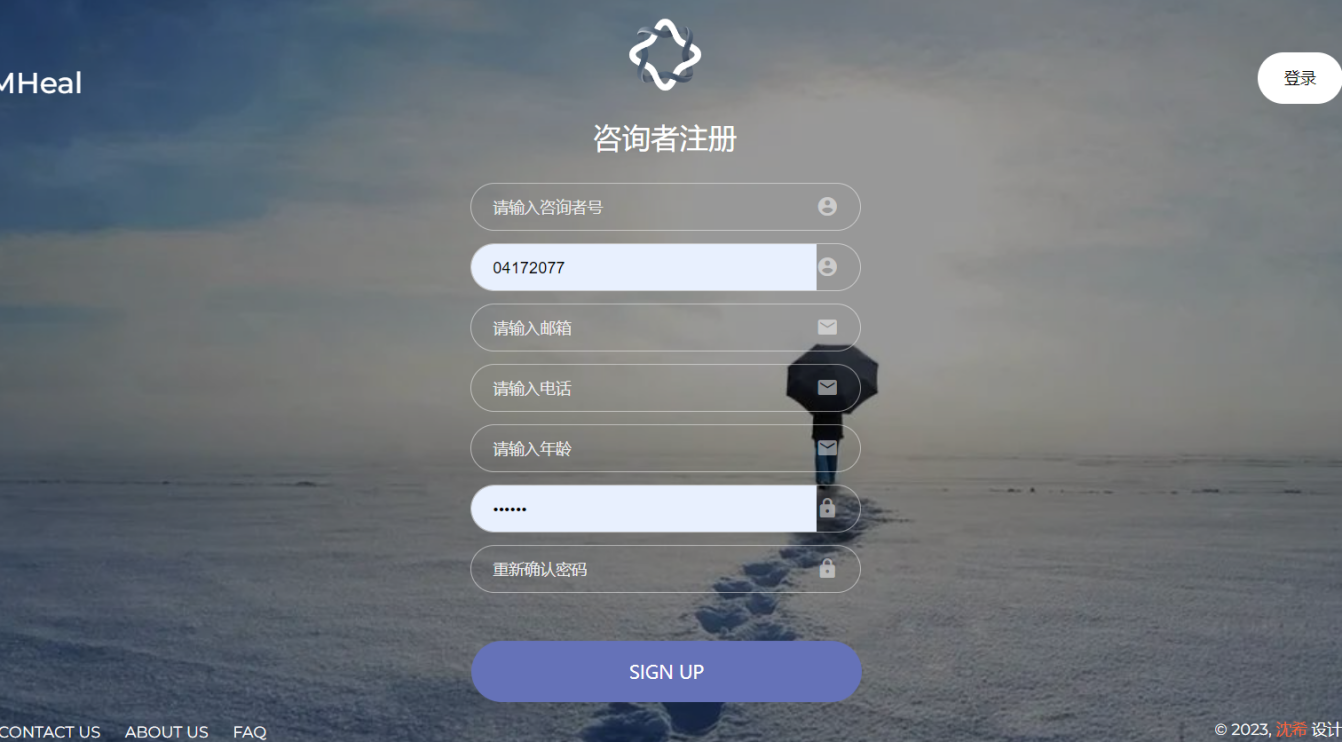 MHeal
登录
咨询者注册
请输入咨询者号
04172077
请输入邮箱
请输入电话
请输入年龄
••••••
重新确认密码
SIGN UP
CONTACT US ABOUT US FAQ
© 2023, 沈希 设计